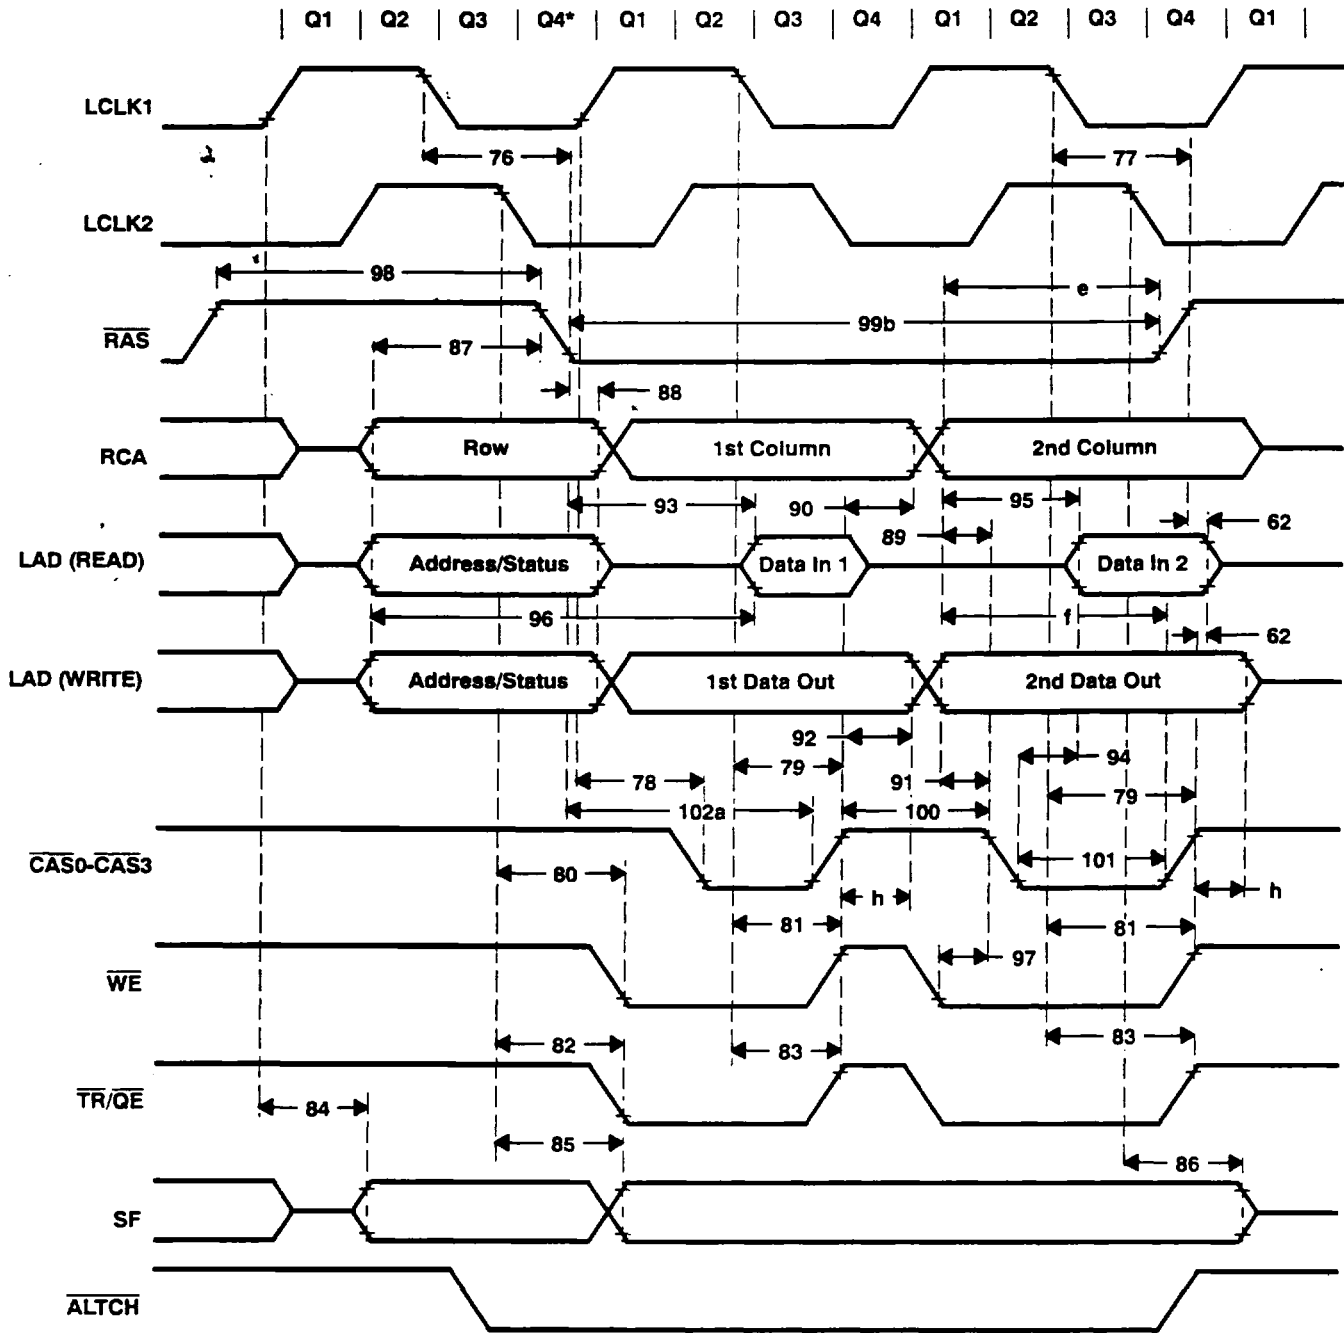 Q1 Q2 Q3 Q4* Q1 Q2 Q3 Q4 Q1 Q2 Q3 Q4 Q1
LCLK1
76 77
LCLK2
98 e
RAS 99b
87
88
RCA Row 1st Column 2nd Column
93 90 95
89 62
LAD (READ) Address/Status Data In 1 Data In 2
96 f
62
LAD (WRITE) Address/Status 1st Data Out 2nd Data Out
92 94
79
78 91
79
102a 100
CAS0-CAS3 101
80
h h
81 81
WE 97
82 83 83
TR/QE
84
85
86
SF
ALTCH